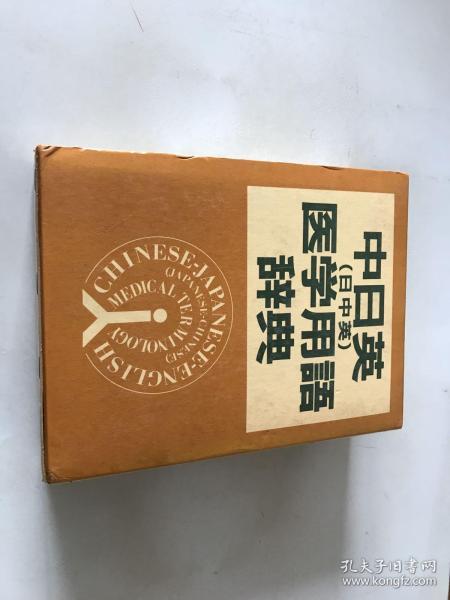 中日英
(日中英)
医学用語
辞典
CHINESE-JAPANESE-ENGLISH
(JAPANESE-CHINESE)
MEDICAL TERMINOLOGY
孔夫子旧书网
www.kongfz.com